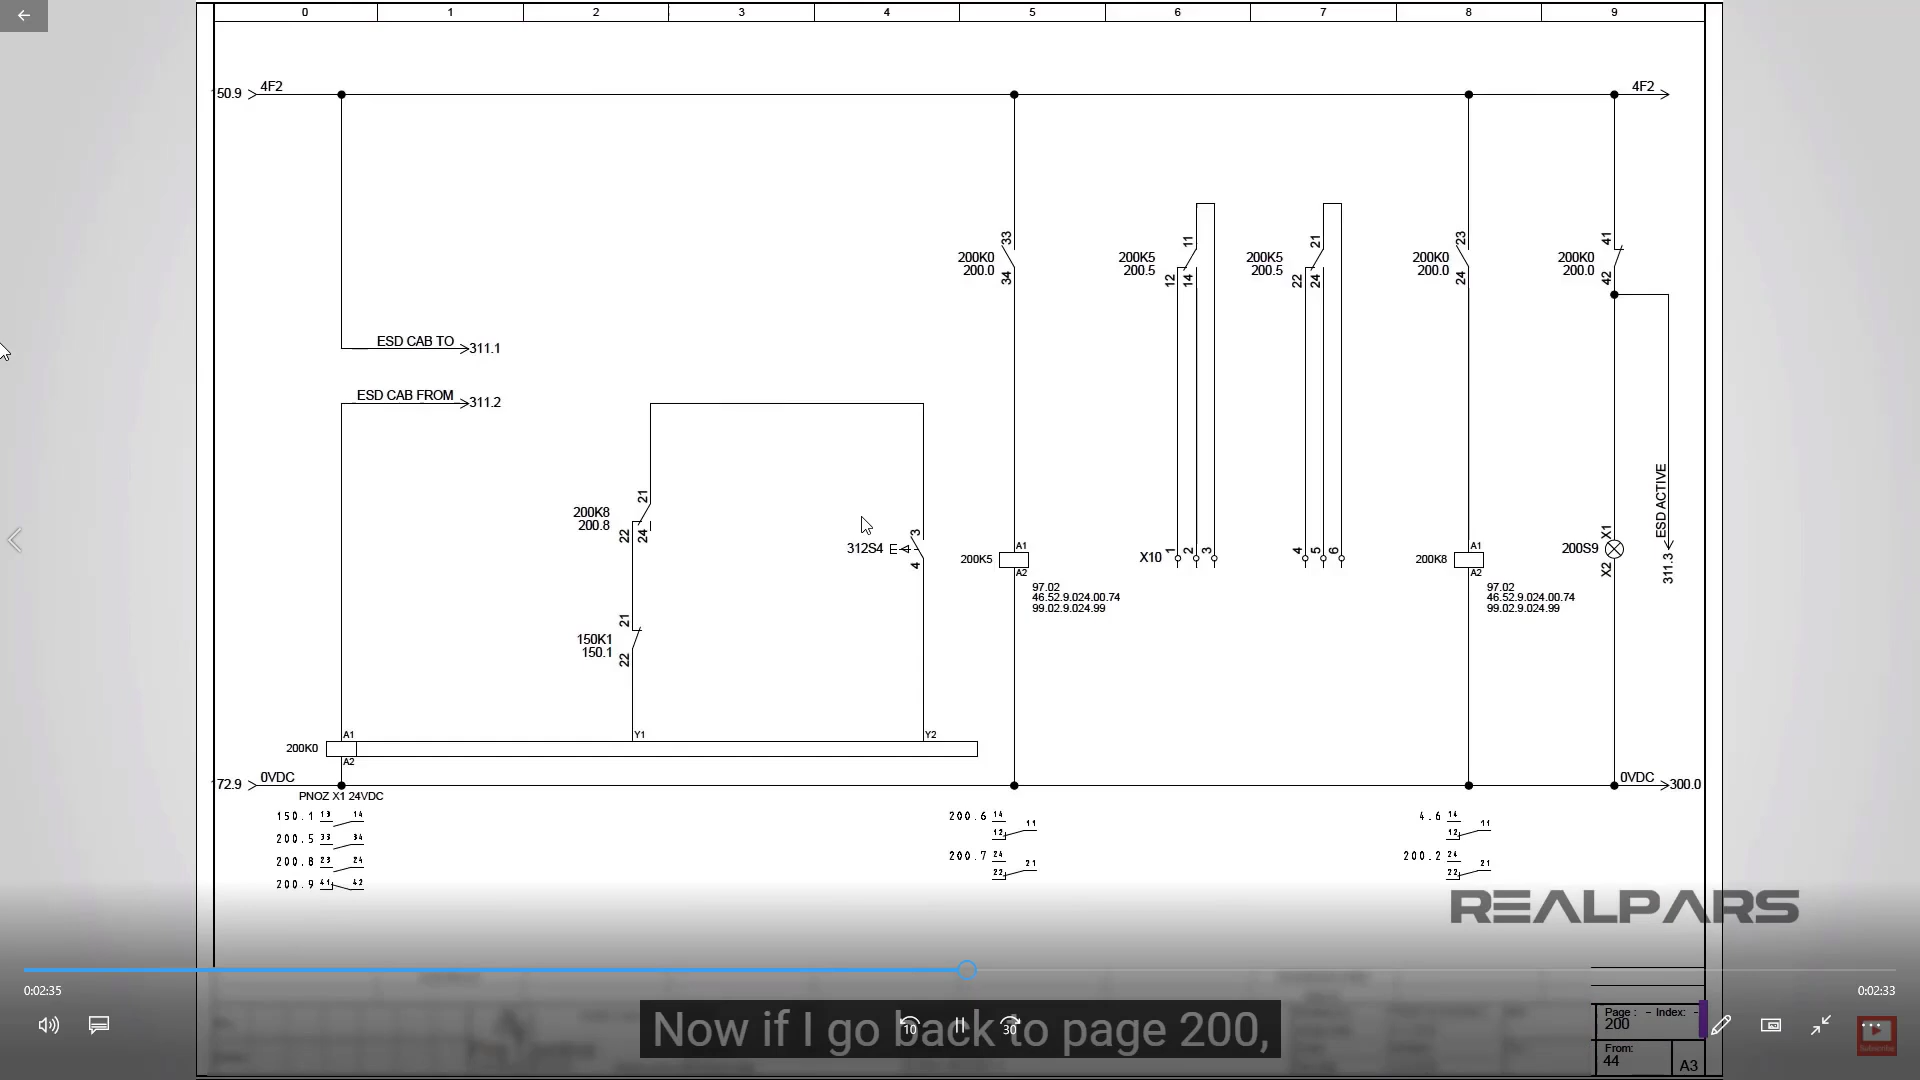 0 1 2 3 4 5 6 7 8 9
50.9 4F2 4F2
33
200K0
200.0
34
11
200K5
200.5
12 14
21
200K5
200.5
22 24
23
200K0
200.0
24
41
200K0
200.0
42
ESD CAB TO 311.1
ESD CAB FROM 311.2
21
200K8
200.8
22 24
3
312S4 E
4
21
150K1
150.1
22
A1
200K5
A2
97.02
46.52.9.024.00.74
99.02.9.024.99
X10 1 2 3 4 5 6
A1
200K8
A2
97.02
46.52.9.024.00.74
99.02.9.024.99
X1
200S9
X2
ESD ACTIVE
311.3
A1 Y1 Y2
200K0
A2
72.9 0VDC 0VDC 300.0
PNOZ X1 24VDC
150.1 13 14
200.5 33 34
200.8 23 24
200.9 41 42
200.6 14
12 11
200.7 24
22 21
4.6 14
12 11
200.2 24
22 21
REALPARS
0:02:35 0:02:33
Now if I go back to page 200,
10 30
Page : - Index: -
200
From:
44 A3
Subscribe